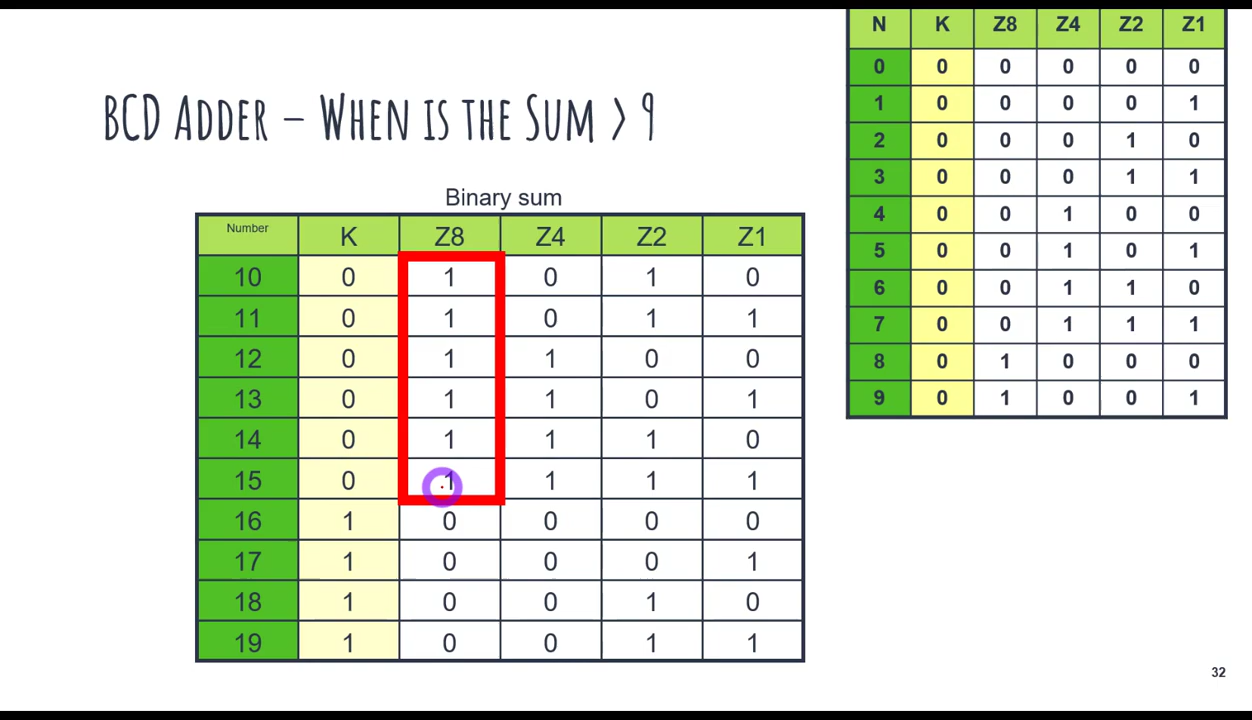 BCD Adder – When is the Sum > 9
Binary sum
Number K Z8 Z4 Z2 Z1
10 0 1 0 1 0
11 0 1 0 1 1
12 0 1 1 0 0
13 0 1 1 0 1
14 0 1 1 1 0
15 0 1 1 1 1
16 1 0 0 0 0
17 1 0 0 0 1
18 1 0 0 1 0
19 1 0 0 1 1
N K Z8 Z4 Z2 Z1
0 0 0 0 0 0
1 0 0 0 0 1
2 0 0 0 1 0
3 0 0 0 1 1
4 0 0 1 0 0
5 0 0 1 0 1
6 0 0 1 1 0
7 0 0 1 1 1
8 0 1 0 0 0
9 0 1 0 0 1
32